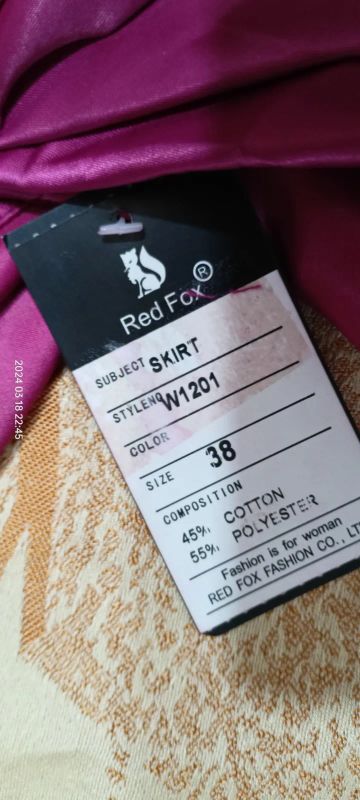 Red Fox®
SUBJECT SKIRT
STYLENO W1201
COLOR
SIZE 38
COMPOSITION
45% COTTON
55% POLYESTER
Fashion is for woman
RED FOX FASHION CO., LT
2024 03 18 22:45